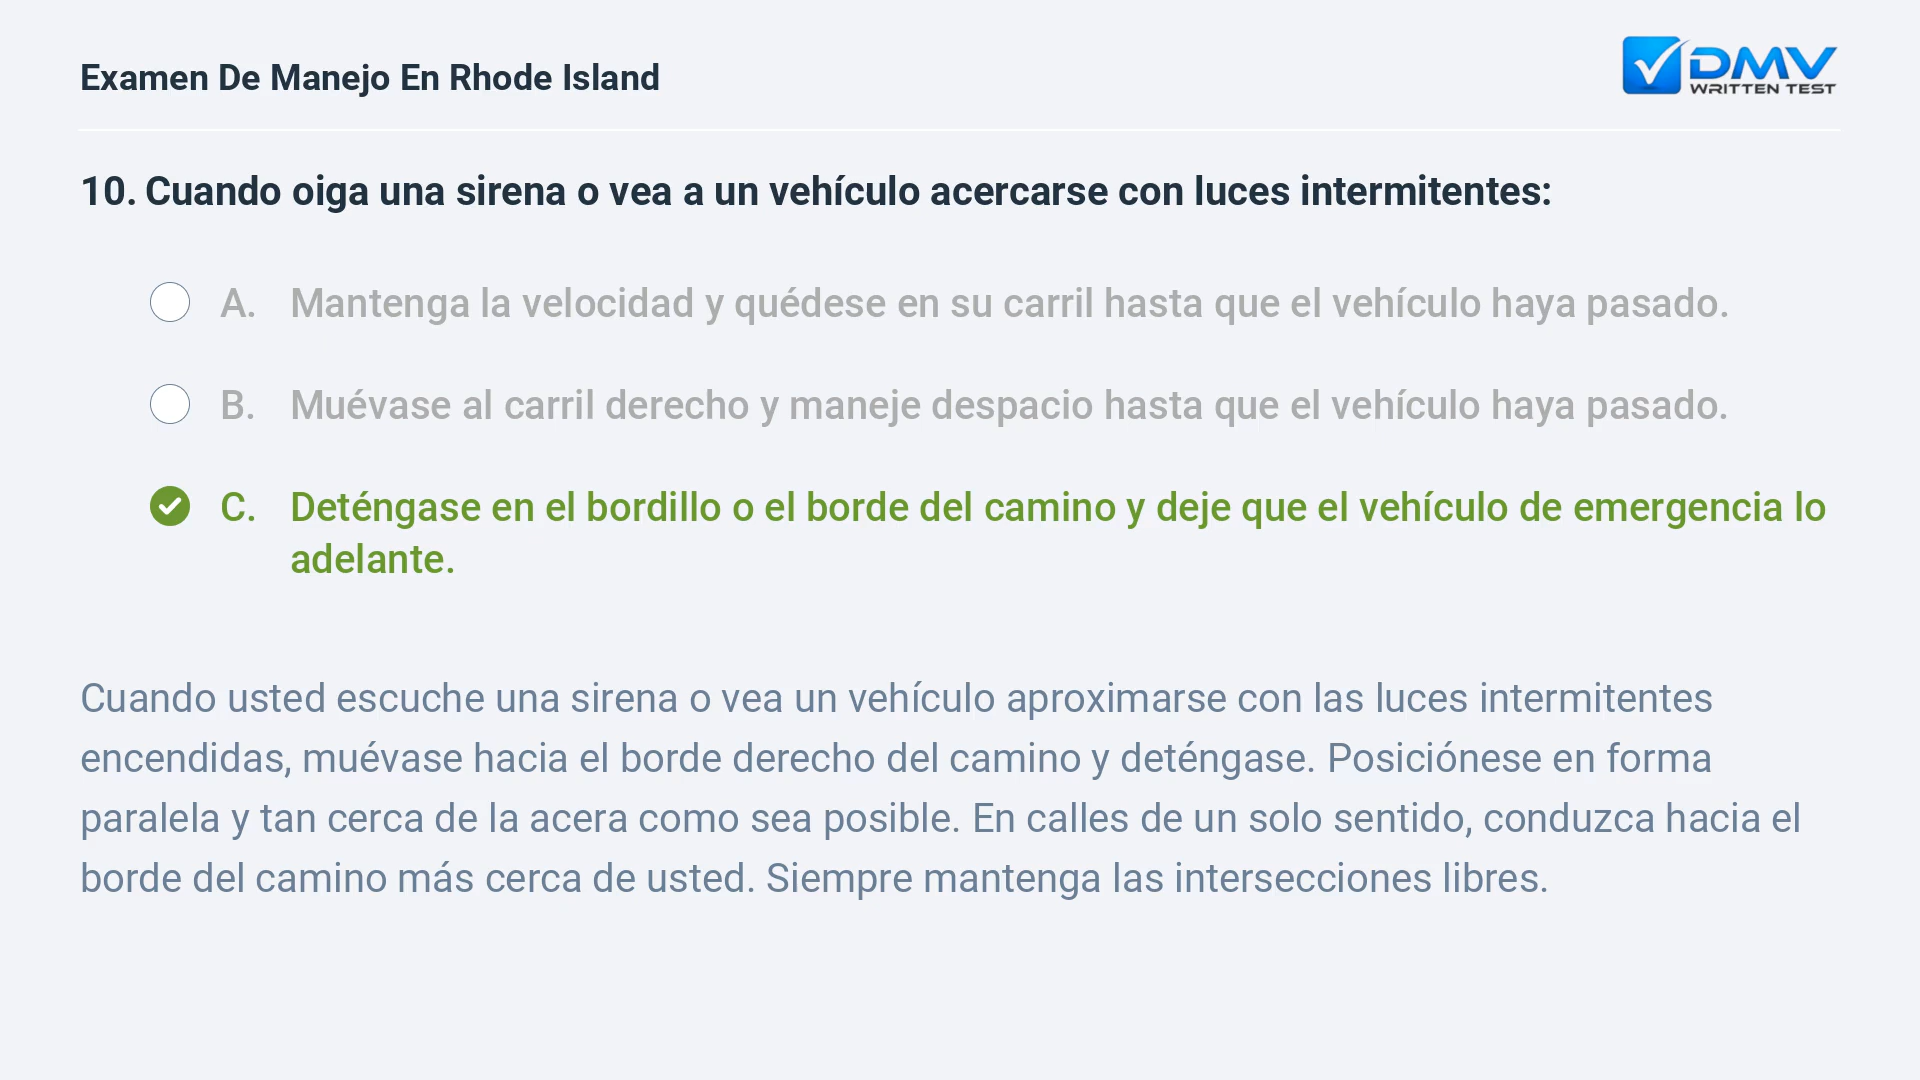 Examen De Manejo En Rhode Island
DMV
WRITTEN TEST
10. Cuando oiga una sirena o vea a un vehículo acercarse con luces intermitentes:
A. Mantenga la velocidad y quédese en su carril hasta que el vehículo haya pasado.
B. Muévase al carril derecho y maneje despacio hasta que el vehículo haya pasado.
C. Deténgase en el bordillo o el borde del camino y deje que el vehículo de emergencia lo
adelante.
Cuando usted escuche una sirena o vea un vehículo aproximarse con las luces intermitentes
encendidas, muévase hacia el borde derecho del camino y deténgase. Posiciónese en forma
paralela y tan cerca de la acera como sea posible. En calles de un solo sentido, conduzca hacia el
borde del camino más cerca de usted. Siempre mantenga las intersecciones libres.